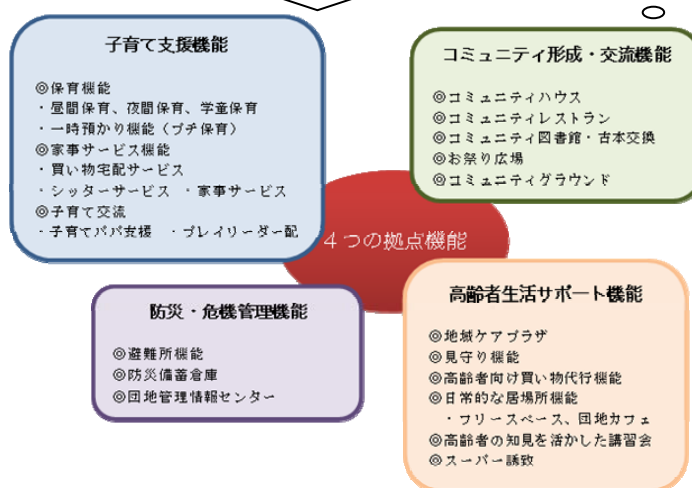 子育て支援機能
◎保育機能
・昼間保育、夜間保育、学童保育
・一時預かり機能（プチ保育）
◎家事サービス機能
・買い物宅配サービス
・シッターサービス ・家事サービス
◎子育て交流
・子育てパパ支援 ・プレイリーダー配
コミュニティ形成・交流機能
◎コミュニティハウス
◎コミュニティレストラン
◎コミュニティ図書館・古本交換
◎お祭り広場
◎コミュニティグラウンド
４つの拠点機能
防災・危機管理機能
◎避難所機能
◎防災備蓄倉庫
◎団地管理情報センター
高齢者生活サポート機能
◎地域ケアプラザ
◎見守り機能
◎高齢者向け買い物代行機能
◎日常的な居場所機能
・フリースペース、団地カフェ
◎高齢者の知見を活かした講習会
◎スーパー誘致